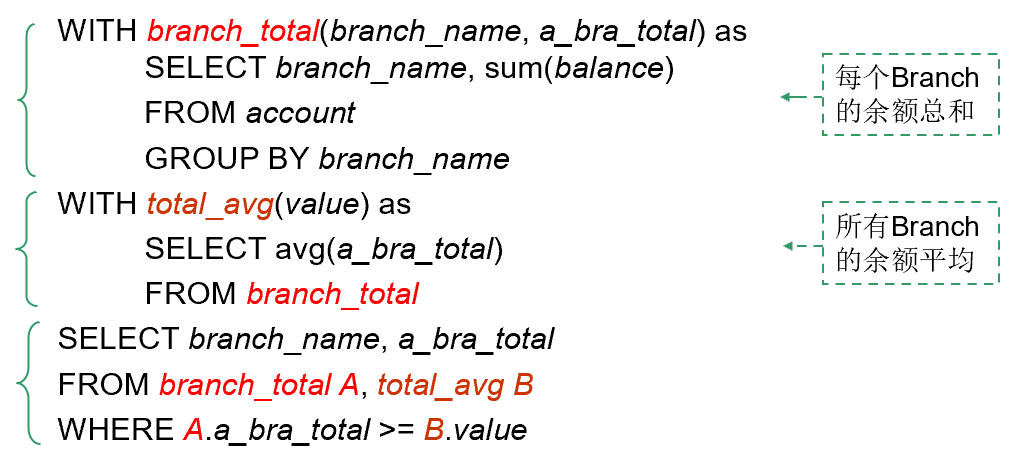 WITH branch_total(branch_name, a_bra_total) as
SELECT branch_name, sum(balance)
FROM account
GROUP BY branch_name
每个Branch
的余额总和
WITH total_avg(value) as
SELECT avg(a_bra_total)
FROM branch_total
所有Branch
的余额平均
SELECT branch_name, a_bra_total
FROM branch_total A, total_avg B
WHERE A.a_bra_total >= B.value